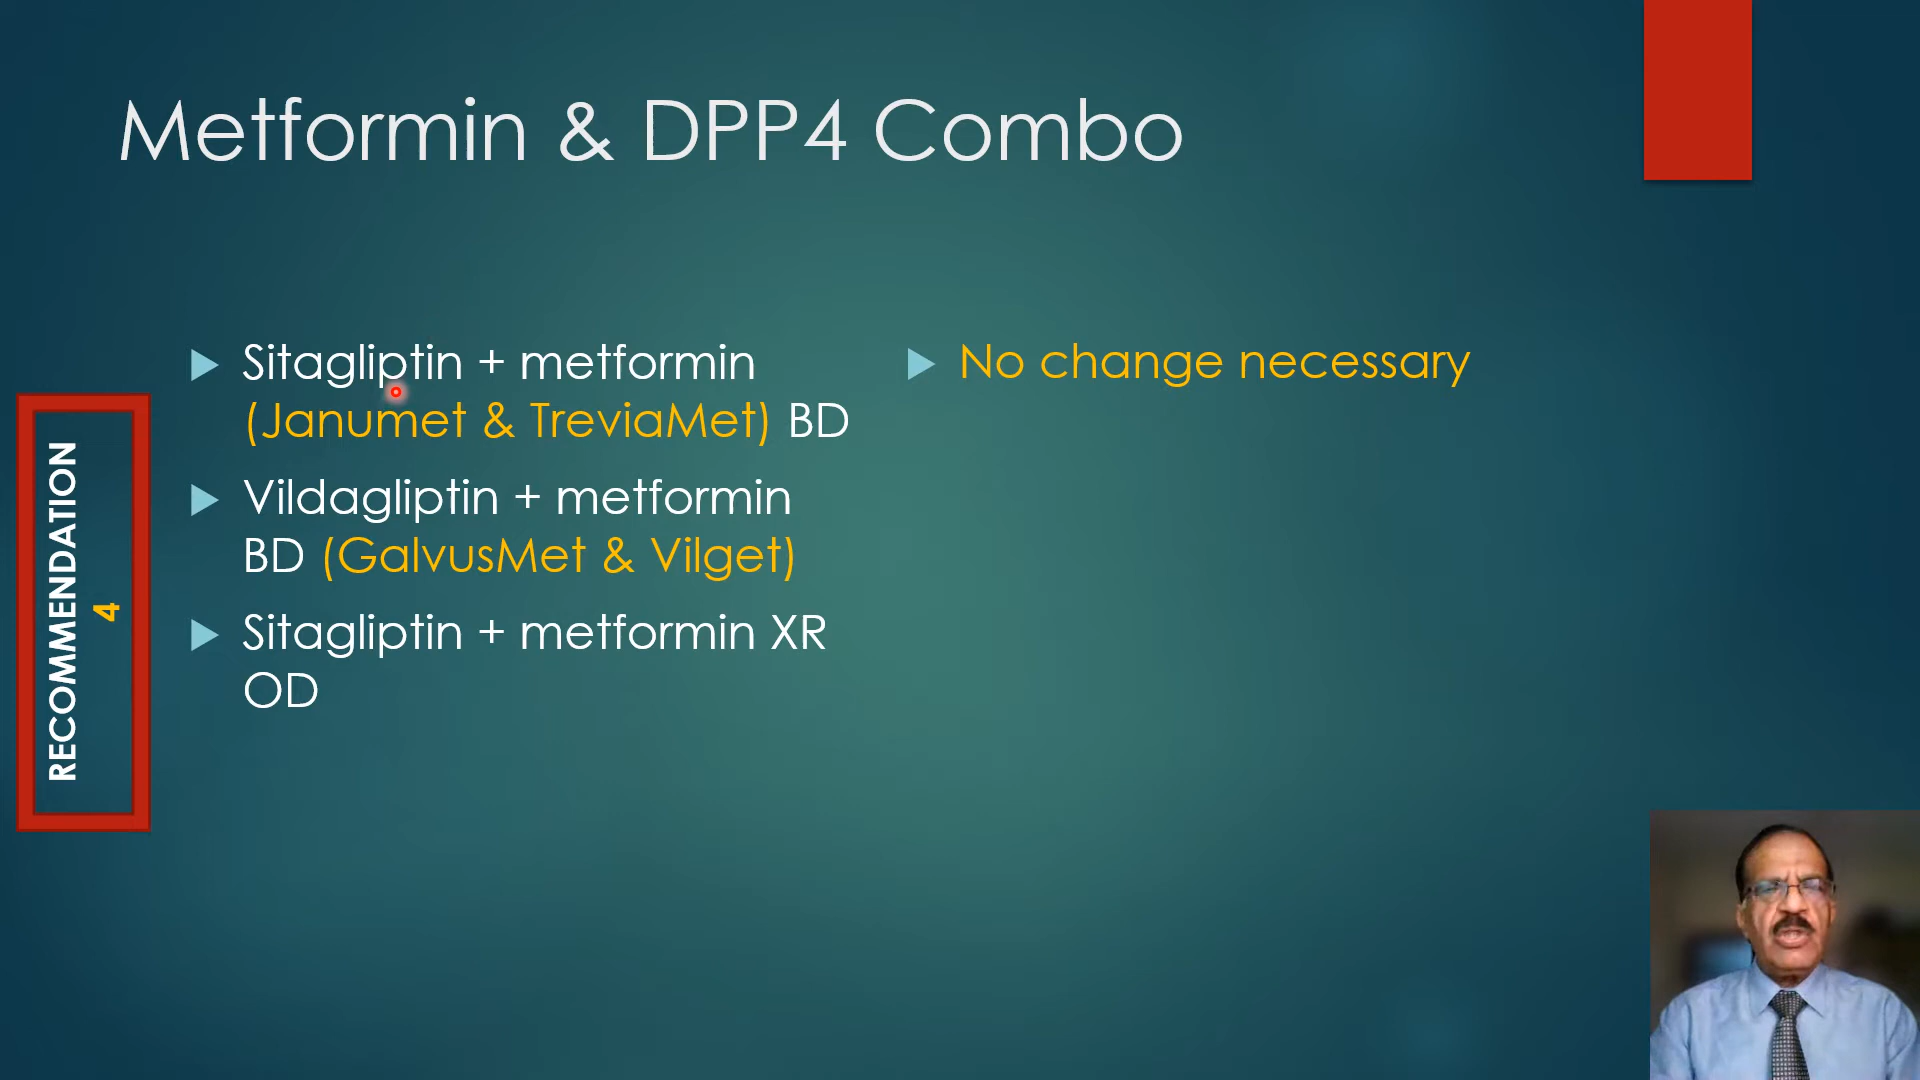 Metformin & DPP4 Combo
Sitagliptin + metformin
(Janumet & TreviaMet) BD
Vildagliptin + metformin
BD (GalvusMet & Vilget)
Sitagliptin + metformin XR
OD
No change necessary
RECOMMENDATION
4